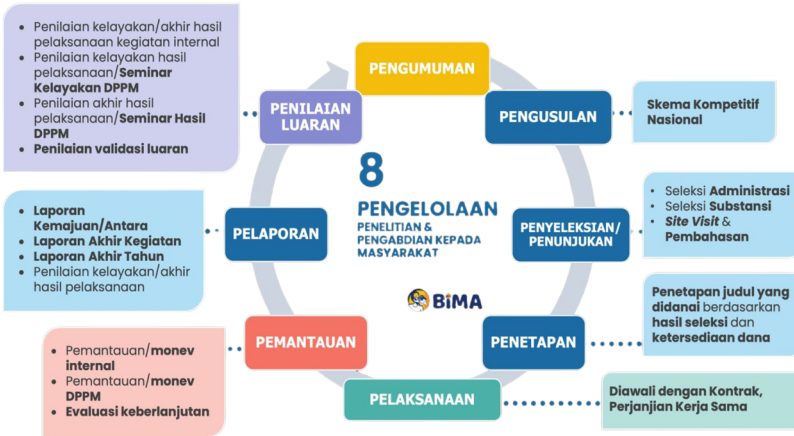 • Penilaian kelayakan/akhir hasil
pelaksanaan kegiatan internal
• Penilaian kelayakan hasil
pelaksanaan/Seminar
Kelayakan DPPM
• Penilaian akhir hasil
pelaksanaan/Seminar Hasil
DPPM
• Penilaian validasi luaran
PENGUMUMAN
PENILAIAN
LUARAN
PENGUSULAN
Skema Kompetitif
Nasional
8
PENGELOLAAN
PENELITIAN &
PENGABDIAN KEPADA
MASYARAKAT
BIMA
PENYELEKSIAN/
PENUNJUKAN
• Seleksi Administrasi
• Seleksi Substansi
• Site Visit &
Pembahasan
• Laporan
Kemajuan/Antara
• Laporan Akhir Kegiatan
• Laporan Akhir Tahun
• Penilaian kelayakan/akhir
hasil pelaksanaan
PELAPORAN
PENETAPAN
Penetapan judul yang
didanai berdasarkan
hasil seleksi dan
ketersediaan dana
• Pemantauan/monev
internal
• Pemantauan/monev
DPPM
• Evaluasi keberlanjutan
PEMANTAUAN
PELAKSANAAN
Diawali dengan Kontrak,
Perjanjian Kerja Sama